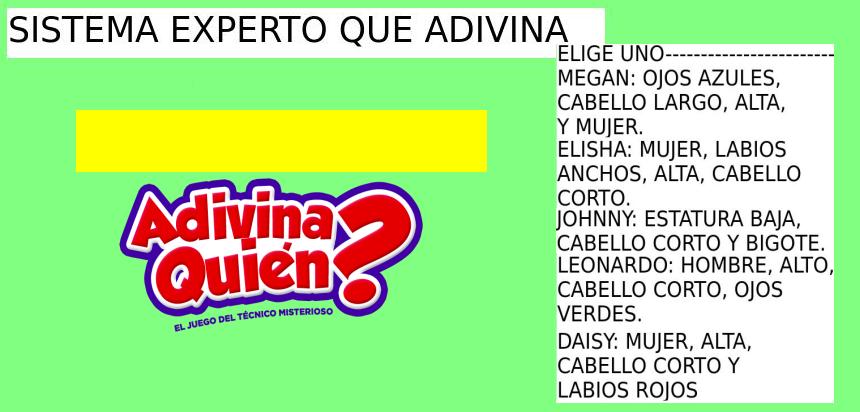 SISTEMA EXPERTO QUE ADIVINA
ELIGE UNO------------------------
MEGAN: OJOS AZULES,
CABELLO LARGO, ALTA,
Y MUJER.
ELISHA: MUJER, LABIOS
ANCHOS, ALTA, CABELLO
CORTO.
JOHNNY: ESTATURA BAJA,
CABELLO CORTO Y BIGOTE.
LEONARDO: HOMBRE, ALTO,
CABELLO CORTO, OJOS
VERDES.
DAISY: MUJER, ALTA,
CABELLO CORTO Y
LABIOS ROJOS
Adivina
Quién?
EL JUEGO DEL TÉCNICO MISTERIOSO